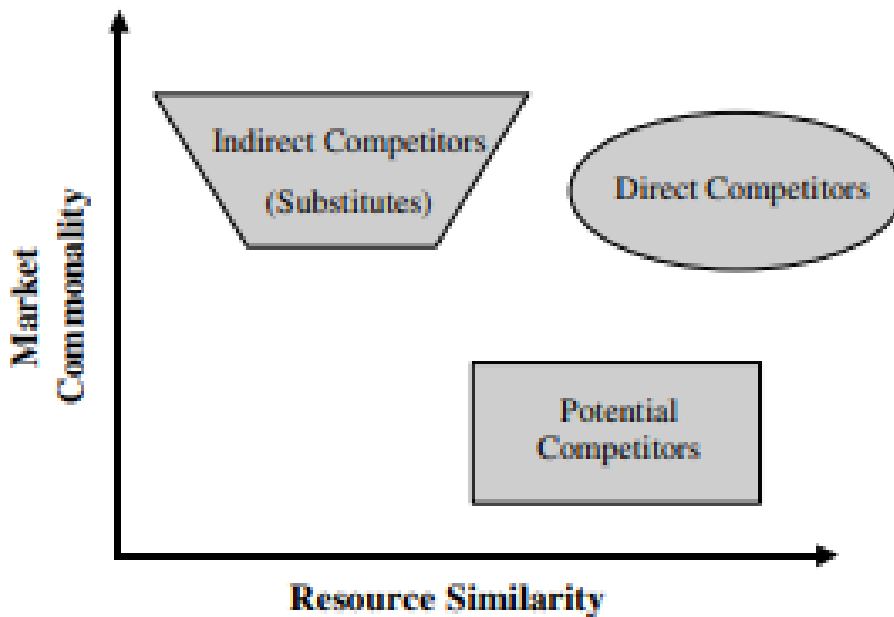 Indirect Competitors
(Substitutes)
Direct Competitors
Market
Commonality
Potential
Competitors
Resource Similarity